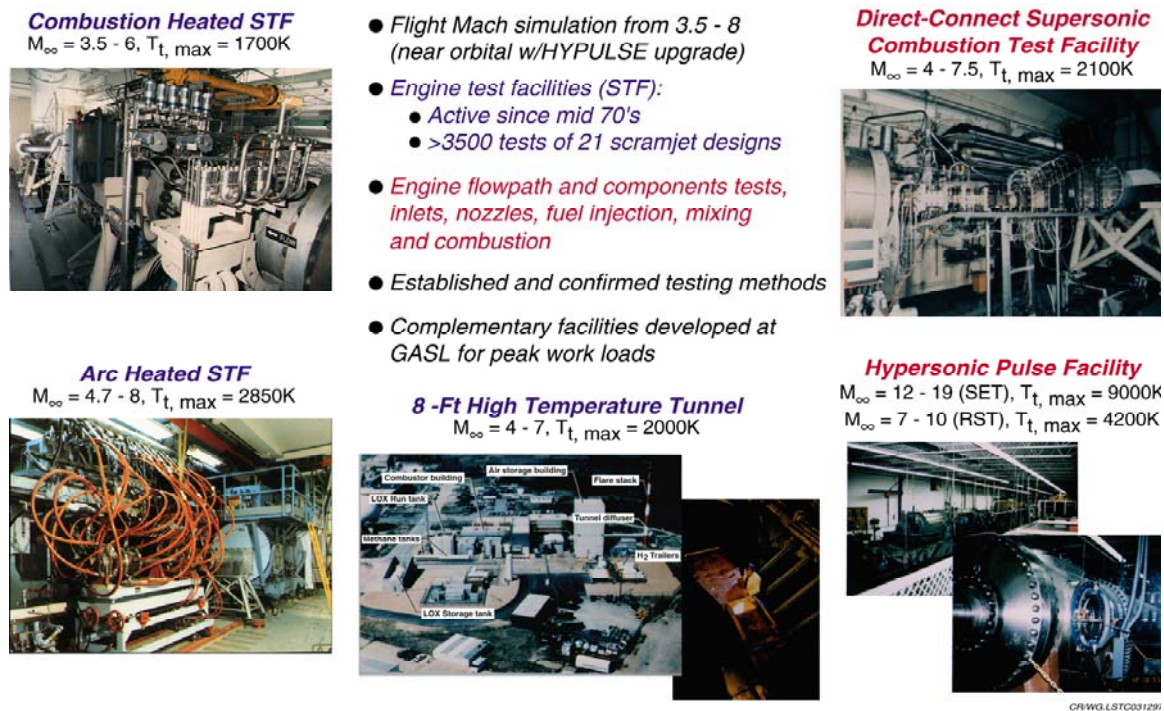 Combustion Heated STF
M∞ = 3.5 - 6, Tt, max = 1700K
● Flight Mach simulation from 3.5 - 8
(near orbital w/HYPULSE upgrade)
● Engine test facilities (STF):
● Active since mid 70's
● >3500 tests of 21 scramjet designs
● Engine flowpath and components tests,
inlets, nozzles, fuel injection, mixing
and combustion
● Established and confirmed testing methods
● Complementary facilities developed at
GASL for peak work loads
Direct-Connect Supersonic
Combustion Test Facility
M∞ = 4 - 7.5, Tt, max = 2100K
FLOW
Arc Heated STF
M∞ = 4.7 - 8, Tt, max = 2850K
8 -Ft High Temperature Tunnel
M∞ = 4 - 7, Tt, max = 2000K
Combustor building
Air storage building
Flare stack
LOX Run tank
Tunnel diffuser
Methane tanks
H2 Trailers
LOX Storage tank
Hypersonic Pulse Facility
M∞ = 12 - 19 (SET), Tt, max = 9000K
M∞ = 7 - 10 (RST), Tt, max = 4200K
CR/WG.LSTC031297